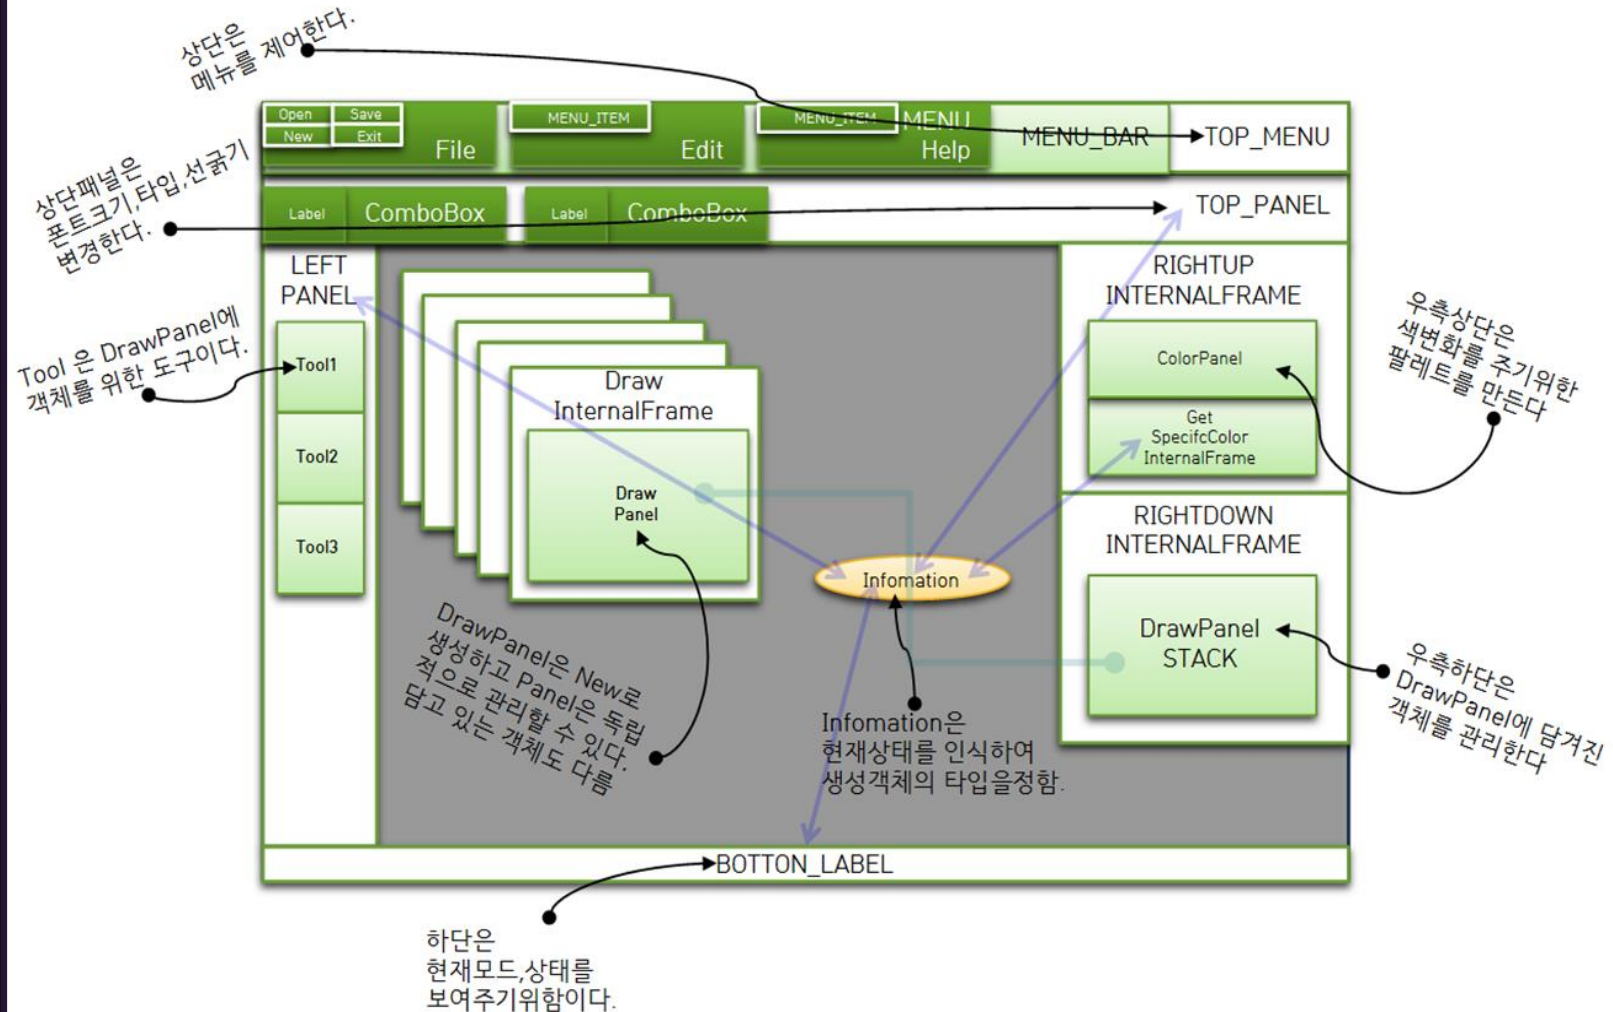 상단은
메뉴를 제어한다.
Open
Save
New
Exit
File
MENU_ITEM
Edit
MENU_ITEM
MENU
Help
MENU_BAR
TOP_MENU
상단패널은
폰트크기,타입,선굵기
변경한다.
Label
ComboBox
Label
ComboBox
TOP_PANEL
LEFT
PANEL
Tool 은 DrawPanel에
객체를 위한 도구이다.
Tool1
Tool2
Tool3
Draw
InternalFrame
Draw
Panel
DrawPanel은 New로
생성하고 Panel은 독립
적으로 관리할 수 있다.
담고 있는 객체도 다름
Infomation
Infomation은
현재상태를 인식하여
생성객체의 타입을정함.
RIGHTUP
INTERNALFRAME
ColorPanel
Get
SpecifcColor
InternalFrame
우측상단은
색변화를 주기위한
팔레트를 만든다
RIGHTDOWN
INTERNALFRAME
DrawPanel
STACK
우측하단은
DrawPanel에 담겨진
객체를 관리한다
BOTTON_LABEL
하단은
현재모드,상태를
보여주기위함이다.